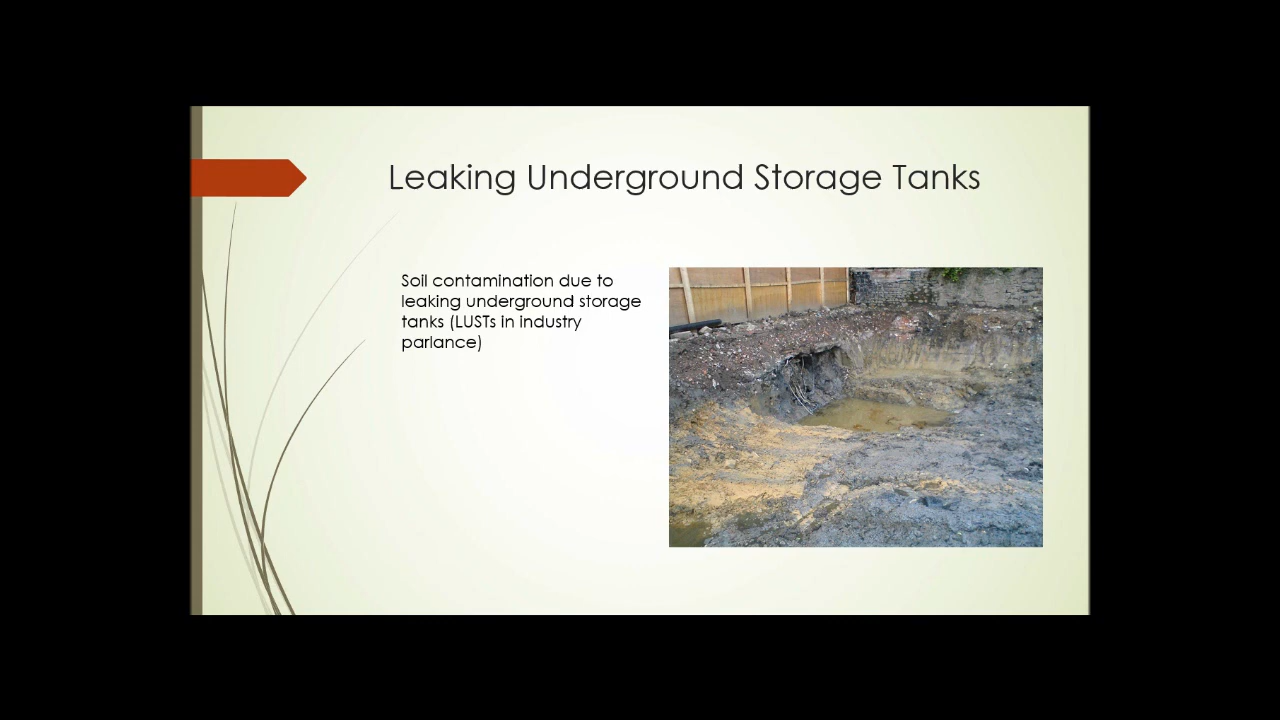 Leaking Underground Storage Tanks
Soil contamination due to
leaking underground storage
tanks (LUSTs in industry
parlance)